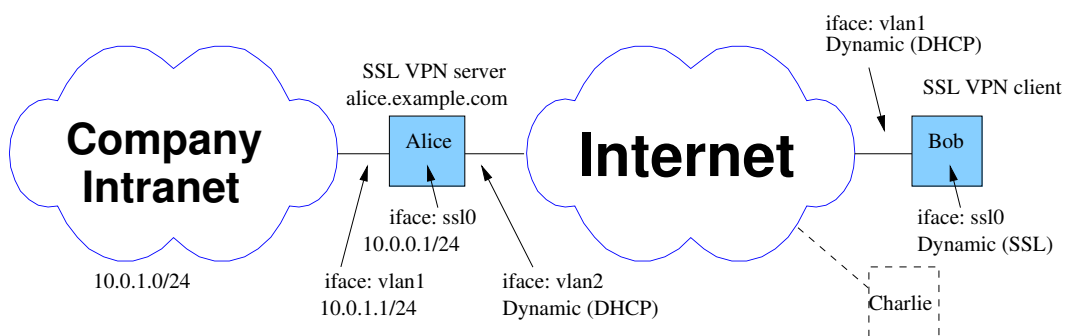 iface: vlan1
Dynamic (DHCP)
SSL VPN server
alice.example.com
SSL VPN client
Company
Intranet
Alice
Internet
Bob
iface: ssl0
10.0.0.1/24
iface: ssl0
Dynamic (SSL)
10.0.1.0/24
iface: vlan1
10.0.1.1/24
iface: vlan2
Dynamic (DHCP)
Charlie